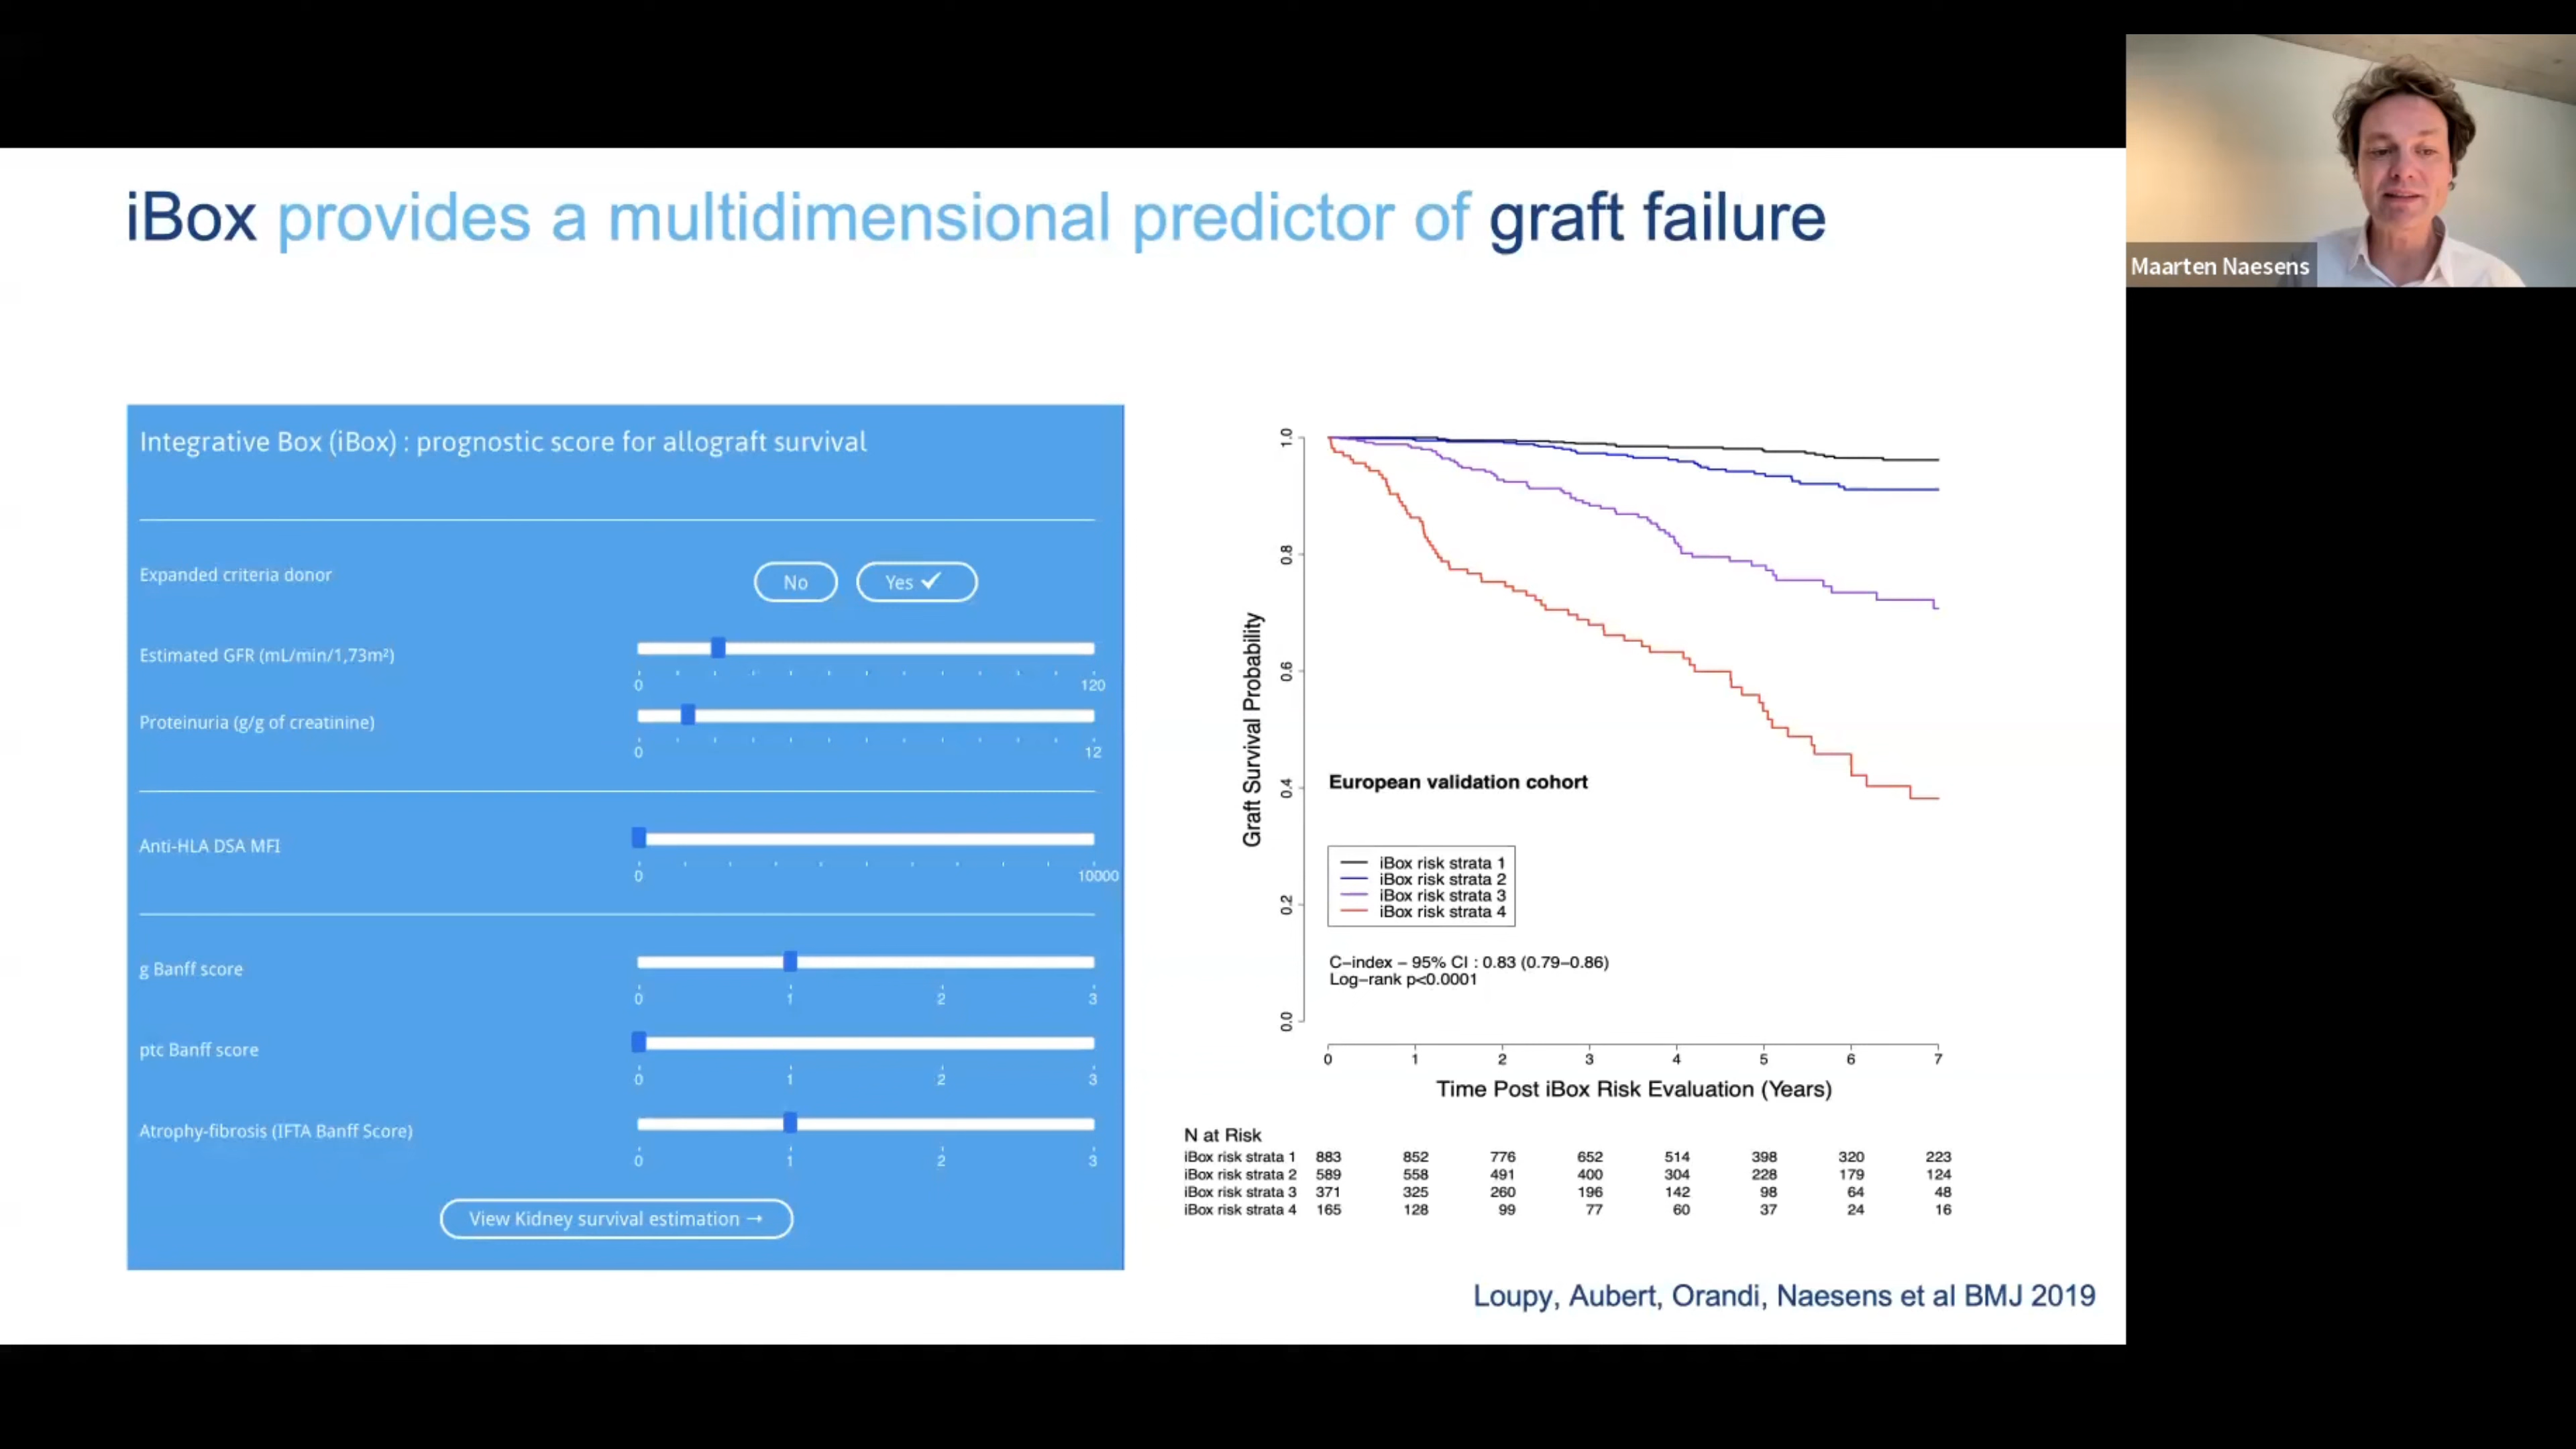 iBox provides a multidimensional predictor of graft failure
Maarten Naesens
Integrative Box (iBox) : prognostic score for allograft survival
Expanded criteria donor
No
Yes ✓
Estimated GFR (mL/min/1,73m²)
0 120
Proteinuria (g/g of creatinine)
0 12
Anti-HLA DSA MFI
0 10000
g Banff score
0 1 2 3
ptc Banff score
0 1 2 3
Atrophy-fibrosis (IFTA Banff Score)
0 1 2 3
View Kidney survival estimation →
Graft Survival Probability
1.0
0.8
0.6
0.4
0.2
0.0
European validation cohort
iBox risk strata 1
iBox risk strata 2
iBox risk strata 3
iBox risk strata 4
C-index – 95% CI : 0.83 (0.79–0.86)
Log-rank p<0.0001
0 1 2 3 4 5 6 7
Time Post iBox Risk Evaluation (Years)
N at Risk
iBox risk strata 1 883 852 776 652 514 398 320 223
iBox risk strata 2 589 558 491 400 304 228 179 124
iBox risk strata 3 371 325 260 196 142 98 64 48
iBox risk strata 4 165 128 99 77 60 37 24 16
Loupy, Aubert, Orandi, Naesens et al BMJ 2019